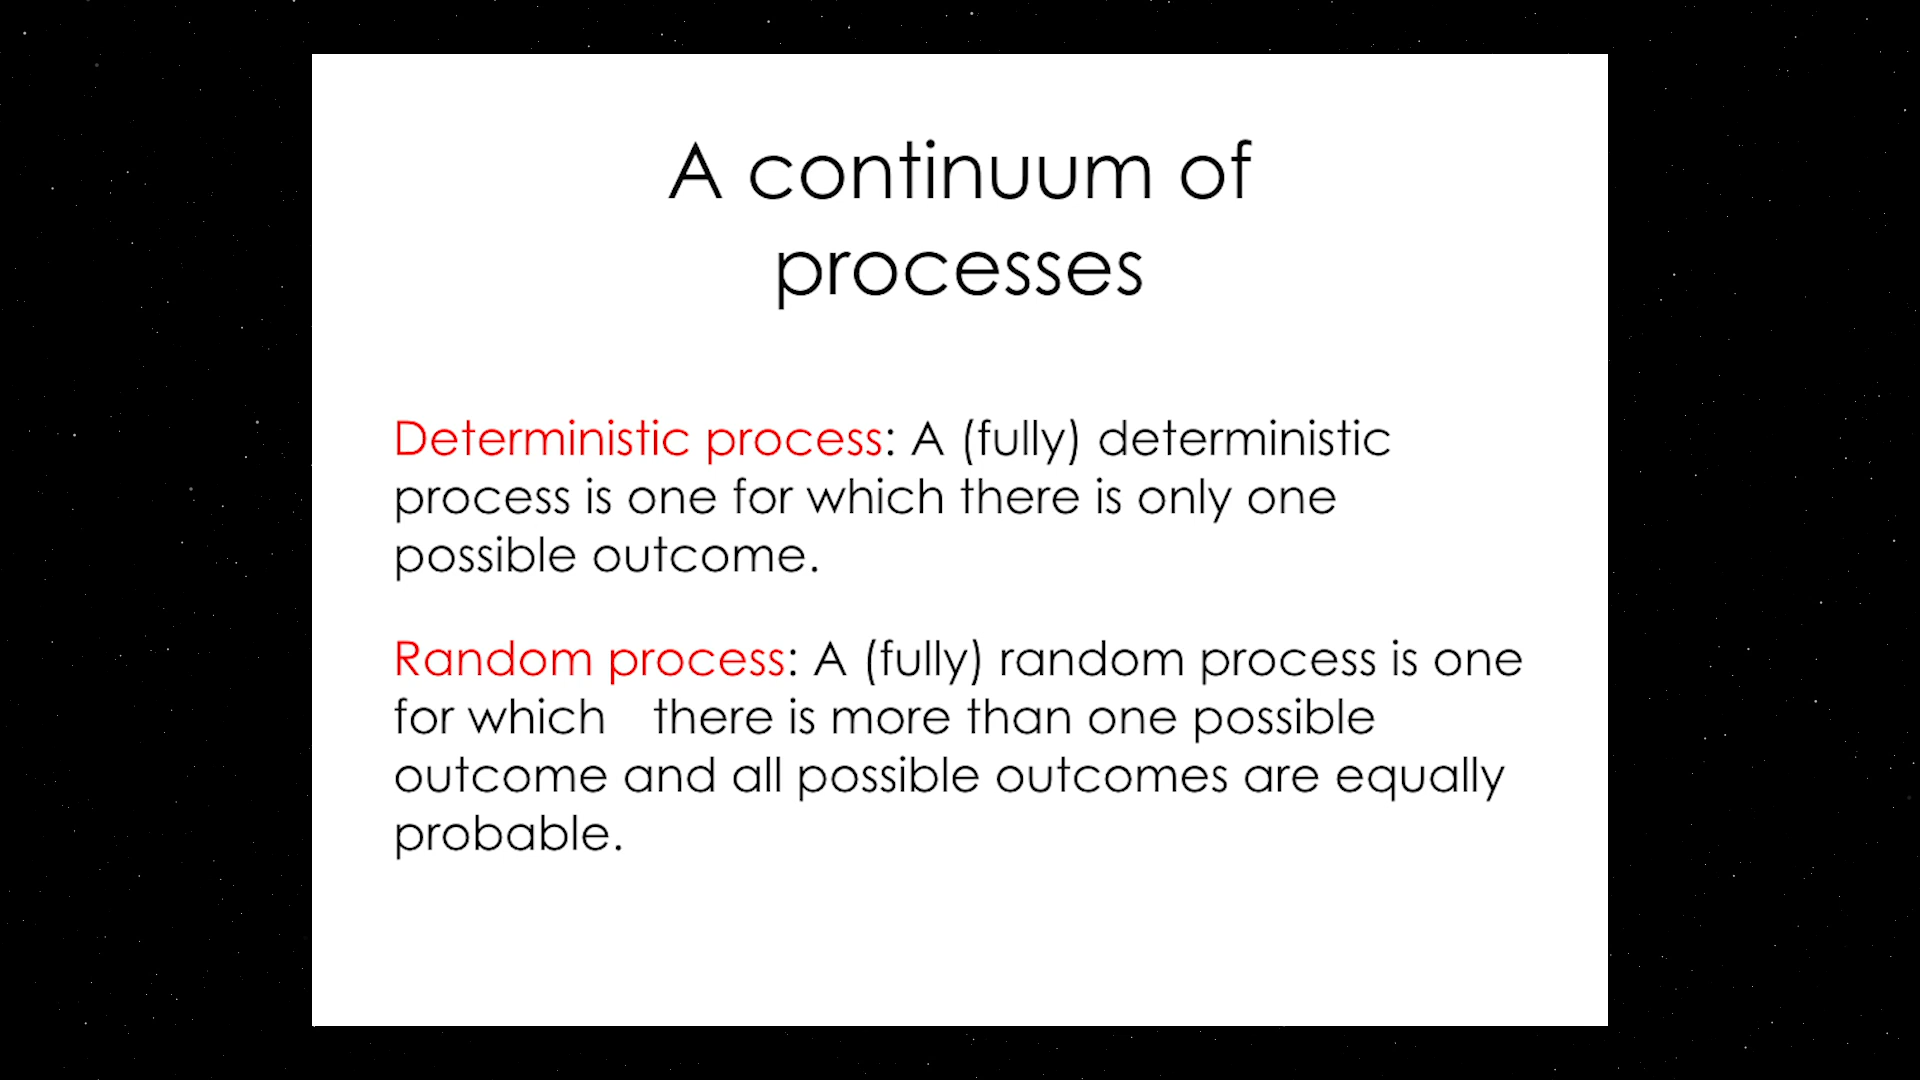 A continuum of
processes
Deterministic process: A (fully) deterministic
process is one for which there is only one
possible outcome.
Random process: A (fully) random process is one
for which   there is more than one possible
outcome and all possible outcomes are equally
probable.